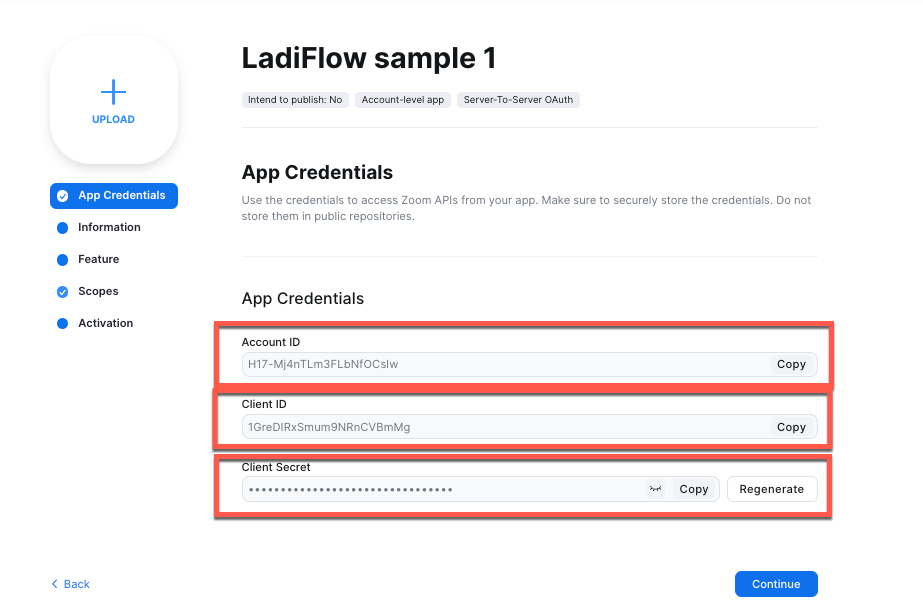 LadiFlow sample 1
UPLOAD
Intend to publish: No Account-level app Server-To-Server OAuth
App Credentials
Use the credentials to access Zoom APIs from your app. Make sure to securely store the credentials. Do not
store them in public repositories.
App Credentials
Information
Feature
Scopes
Activation
App Credentials
Account ID
H17-Mj4nTLm3FLbNfOCslw Copy
Client ID
1GreDIRxSmum9NRnCVBmMg Copy
Client Secret
•••••••••••••••••••••••••••••••• Copy Regenerate
Back Continue